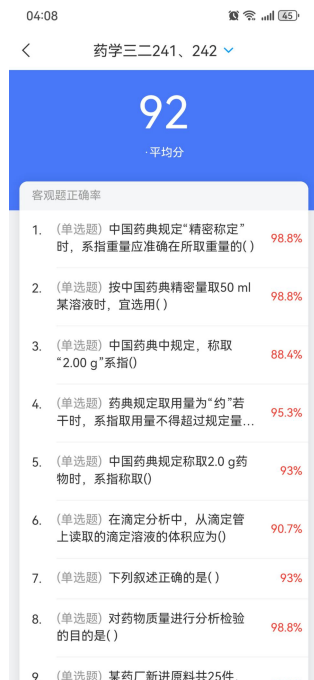 04:08
45
药学三二241、242
92
·平均分
客观题正确率
1. (单选题) 中国药典规定“精密称定”
时，系指重量应准确在所取重量的( )
98.8%
2. (单选题) 按中国药典精密量取50 ml
某溶液时，宜选用( )
98.8%
3. (单选题) 中国药典中规定，称取
“2.00 g”系指()
88.4%
4. (单选题) 药典规定取用量为“约”若
干时，系指取用量不得超过规定量...
95.3%
5. (单选题) 中国药典规定称取2.0 g药
物时，系指称取()
93%
6. (单选题) 在滴定分析中，从滴定管
上读取的滴定溶液的体积应为()
90.7%
7. (单选题) 下列叙述正确的是( )
93%
8. (单选题) 对药物质量进行分析检验
的目的是( )
98.8%
9. (单选题) 某药厂新进原料共25件